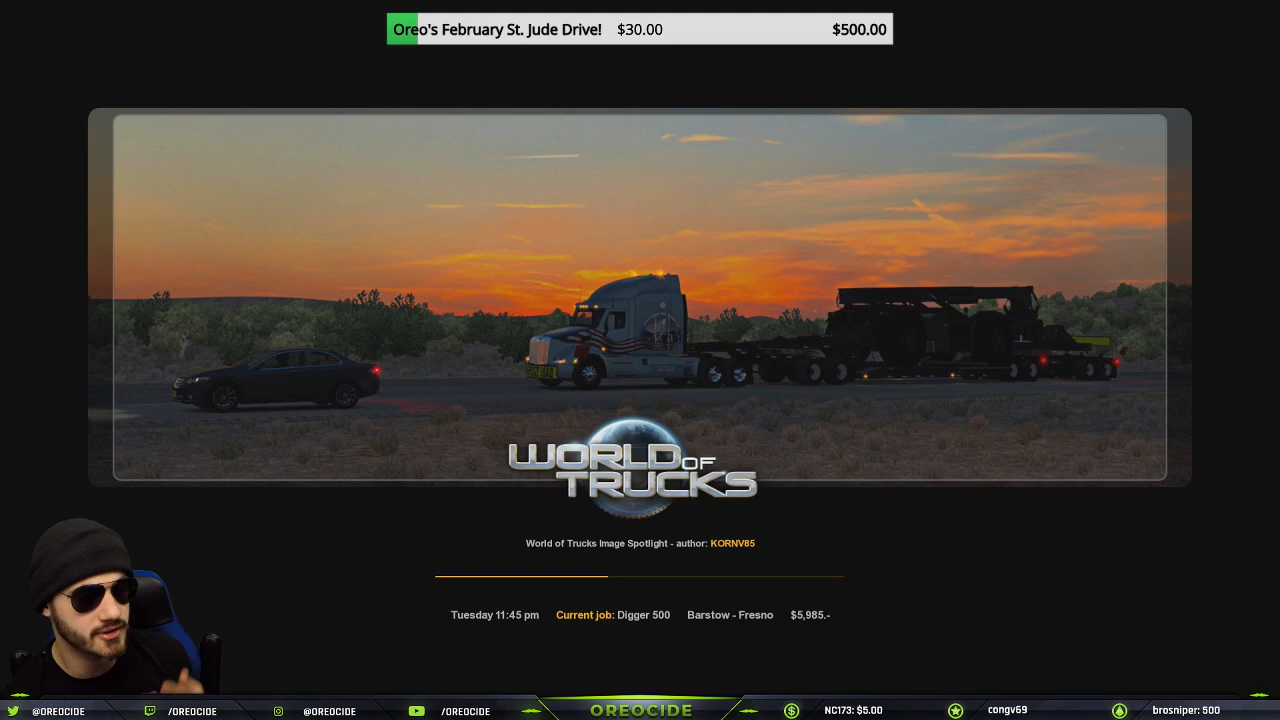 Oreo's February St. Jude Drive! $30.00 $500.00
WORLD OF
TRUCKS
World of Trucks Image Spotlight - author: KORNV85
Tuesday 11:45 pm Current job: Digger 500 Barstow - Fresno $5,985.-
@OREOCIDE /OREOCIDE @OREOCIDE /OREOCIDE OREOCIDE NC173: $5.00 congv69 brosniper: 500